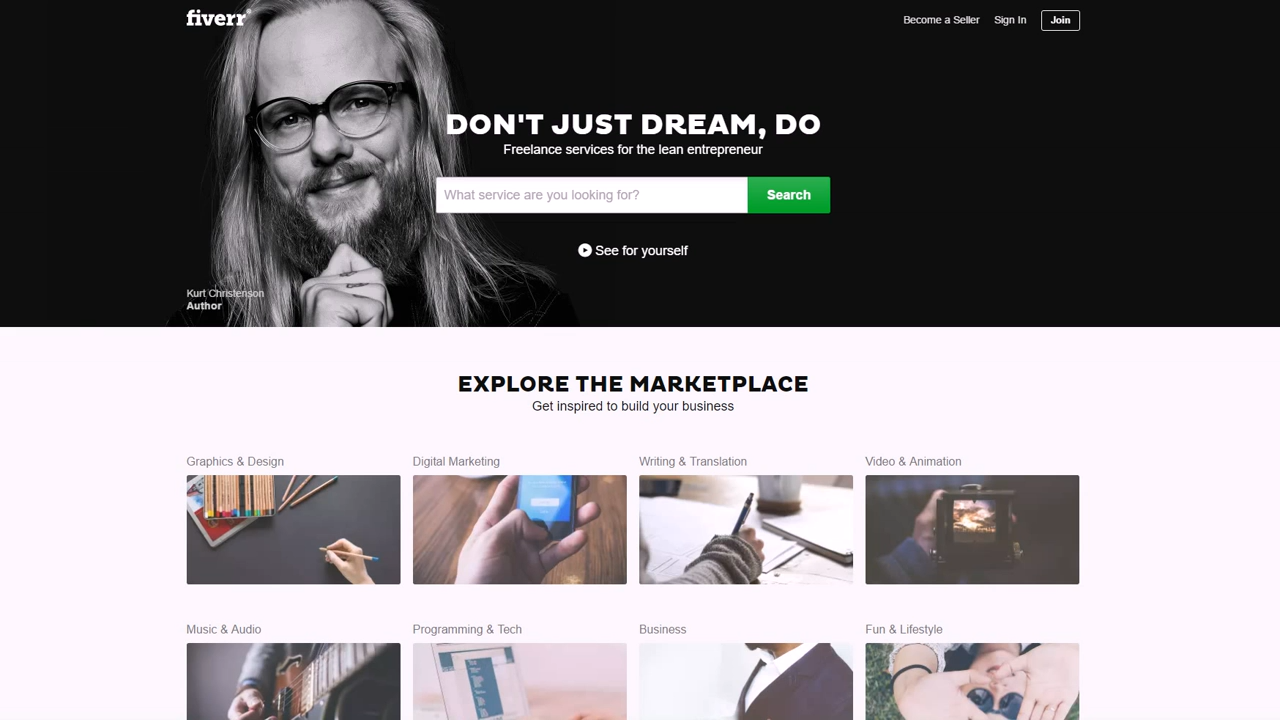 fiverr®
Become a Seller
Sign In
Join
DON'T JUST DREAM, DO
Freelance services for the lean entrepreneur
What service are you looking for?
Search
See for yourself
Kurt Christenson
Author
EXPLORE THE MARKETPLACE
Get inspired to build your business
Graphics & Design
Digital Marketing
Writing & Translation
Video & Animation
Music & Audio
Programming & Tech
Business
Fun & Lifestyle